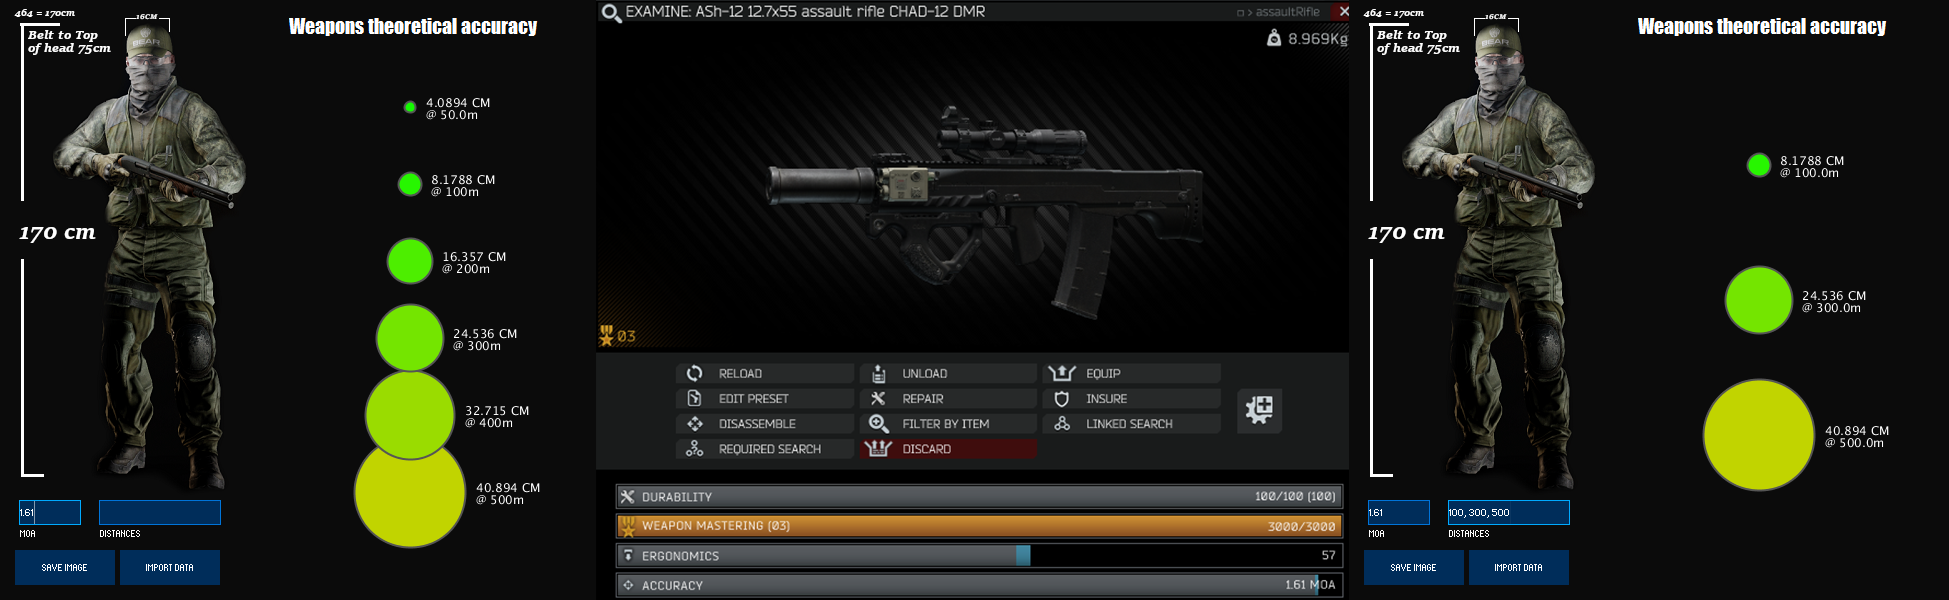 464 = 170cm
16CM
Belt to Top
of head 75cm
BEAR
170 cm
Weapons theoretical accuracy
4.0894 CM
@ 50.0m
8.1788 CM
@ 100m
16.357 CM
@ 200m
24.536 CM
@ 300m
32.715 CM
@ 400m
40.894 CM
@ 500m
1.61
MOA
DISTANCES
SAVE IMAGE
IMPORT DATA
EXAMINE: ASh-12 12.7x55 assault rifle CHAD-12 DMR
> assaultRifle
8.969Kg
03
RELOAD
UNLOAD
EQUIP
EDIT PRESET
REPAIR
INSURE
DISASSEMBLE
FILTER BY ITEM
LINKED SEARCH
REQUIRED SEARCH
DISCARD
DURABILITY
100/100 (100)
WEAPON MASTERING (03)
3000/3000
ERGONOMICS
57
ACCURACY
1.61 MOA
464 = 170cm
16CM
Belt to Top
of head 75cm
BEAR
170 cm
Weapons theoretical accuracy
8.1788 CM
@ 100.0m
24.536 CM
@ 300.0m
40.894 CM
@ 500.0m
1.61
100, 300, 500
MOA
DISTANCES
SAVE IMAGE
IMPORT DATA